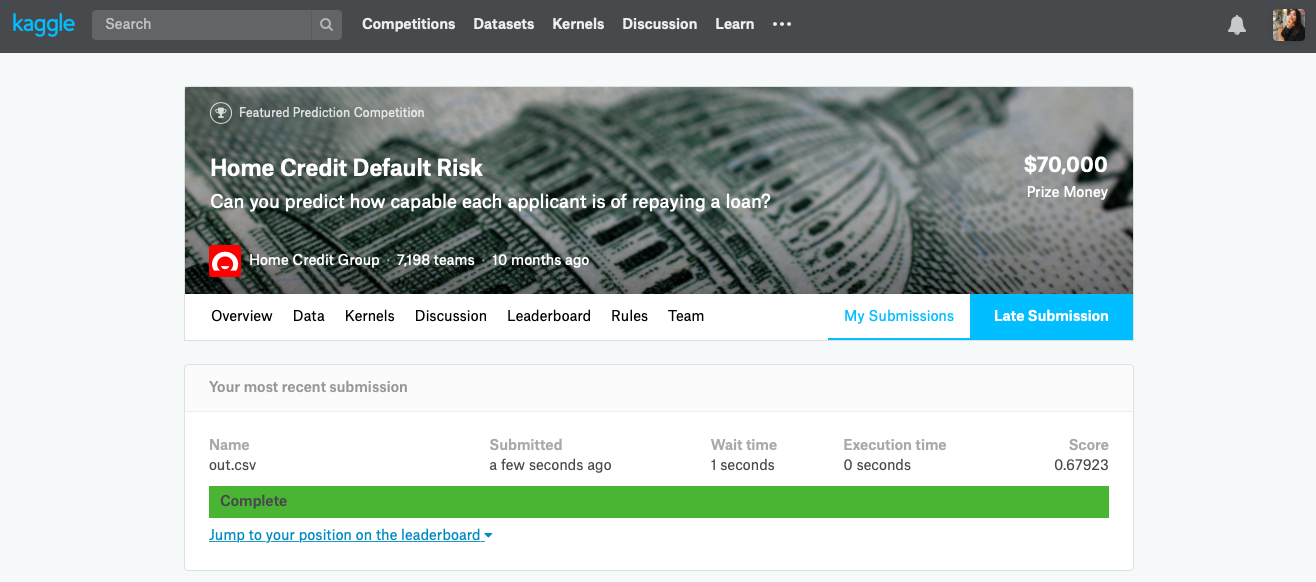 kaggle Search Competitions Datasets Kernels Discussion Learn
Featured Prediction Competition
Home Credit Default Risk
$70,000
Can you predict how capable each applicant is of repaying a loan?
Prize Money
Home Credit Group · 7,198 teams · 10 months ago
Overview Data Kernels Discussion Leaderboard Rules Team My Submissions Late Submission
Your most recent submission
Name Submitted Wait time Execution time Score
out.csv a few seconds ago 1 seconds 0 seconds 0.67923
Complete
Jump to your position on the leaderboard